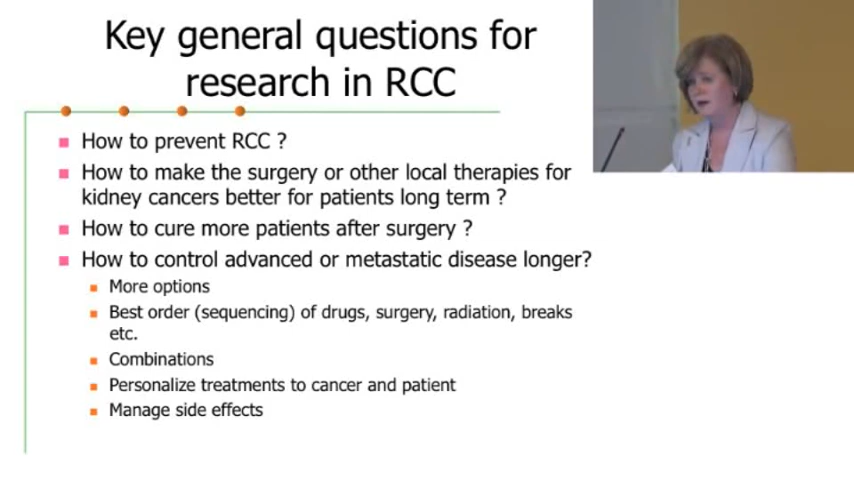 Key general questions for
research in RCC
How to prevent RCC ?
How to make the surgery or other local therapies for
kidney cancers better for patients long term ?
How to cure more patients after surgery ?
How to control advanced or metastatic disease longer?
More options
Best order (sequencing) of drugs, surgery, radiation, breaks
etc.
Combinations
Personalize treatments to cancer and patient
Manage side effects